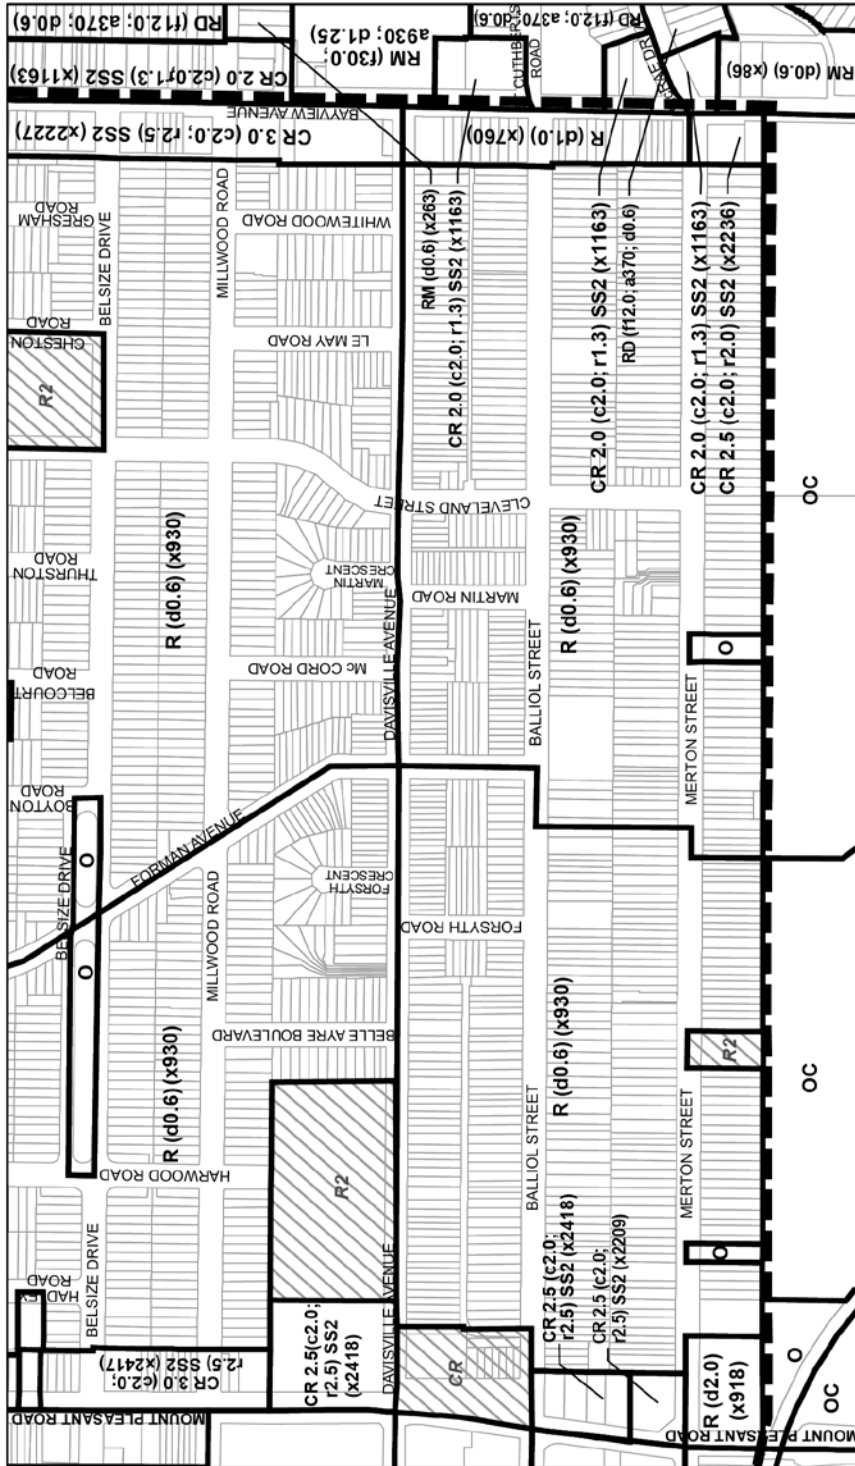 RD (f12.0; a370; d0.6)
CR 2.0 (c2.0; r1.3) SS2 (x1163)
RM (f30.0;
a930; d1.25)
RD (f12.0; a370; d0.6)
CUTHBERT
ROAD
RM (d0.6) (x86)
BAYVIEW AVENUE
CR 3.0 (c2.0; r2.5) SS2 (x2227)
R (d1.0) (x760)
GRESHAM
ROAD
BELSIZE DRIVE
MILLWOOD ROAD
WHITEWOOD ROAD
RM (d0.6) (x263)
CR 2.0 (c2.0; r1.3) SS2 (x1163)
CR 2.0 (c2.0; r1.3) SS2 (x1163)
RD (f12.0; a370; d0.6)
CR 2.0 (c2.0; r1.3) SS2 (x1163)
CR 2.5 (c2.0; r2.0) SS2 (x2236)
CHESTON
ROAD
R2
LE MAY ROAD
CLEVELAND STREET
OC
THURSTON
ROAD
R (d0.6) (x930)
MARTIN
CRESCENT
DAVISVILLE AVENUE
MARTIN ROAD
R (d0.6) (x930)
BELCOURT
ROAD
Mc CORD ROAD
BALLIOL STREET
O
MERTON STREET
BOYTON
ROAD
O
BELSIZE DRIVE
FORMAN AVENUE
MILLWOOD ROAD
FORSYTH
CRESCENT
FORSYTH ROAD
O
R (d0.6) (x930)
BELLE AYRE BOULEVARD
R (d0.6) (x930)
R2
OC
HARWOOD ROAD
R2
BALLIOL STREET
MERTON STREET
O
BELSIZE DRIVE
ROAD
CR 3.0 (c2.0;
r2.5) SS2 (x2417)
CR 2.5(c2.0;
r2.5) SS2
(x2418)
DAVISVILLE AVENUE
CR
CR 2.5 (c2.0;
r2.5) SS2 (x2418)
CR 2.5 (c2.0;
r2.5) SS2 (x2209)
R (d2.0)
(x918)
O
OC
MOUNT PLEASANT ROAD
MOUNT PLEASANT ROAD